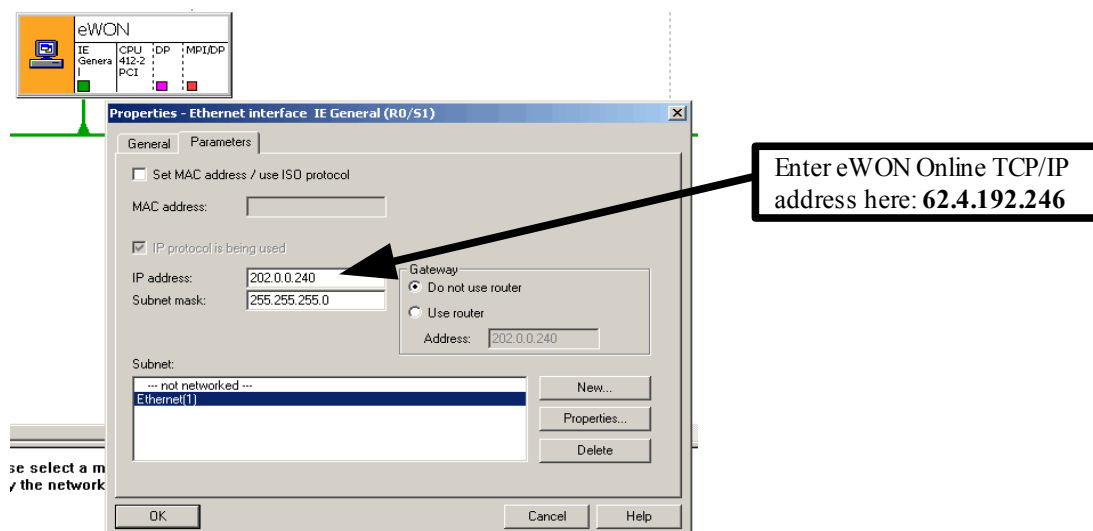 eWON
IE General
CPU 412-2 PCI
DP
MPI/DP
Properties - Ethernet interface IE General (R0/S1)
General Parameters
Set MAC address / use ISO protocol
MAC address:
IP protocol is being used
IP address: 202.0.0.240
Subnet mask: 255.255.255.0
Gateway
Do not use router
Use router
Address: 202.0.0.240
Enter eWON Online TCP/IP
address here: 62.4.192.246
Subnet:
--- not networked ---
Ethernet(1)
New...
Properties...
Delete
se select a m
y the network
OK Cancel Help